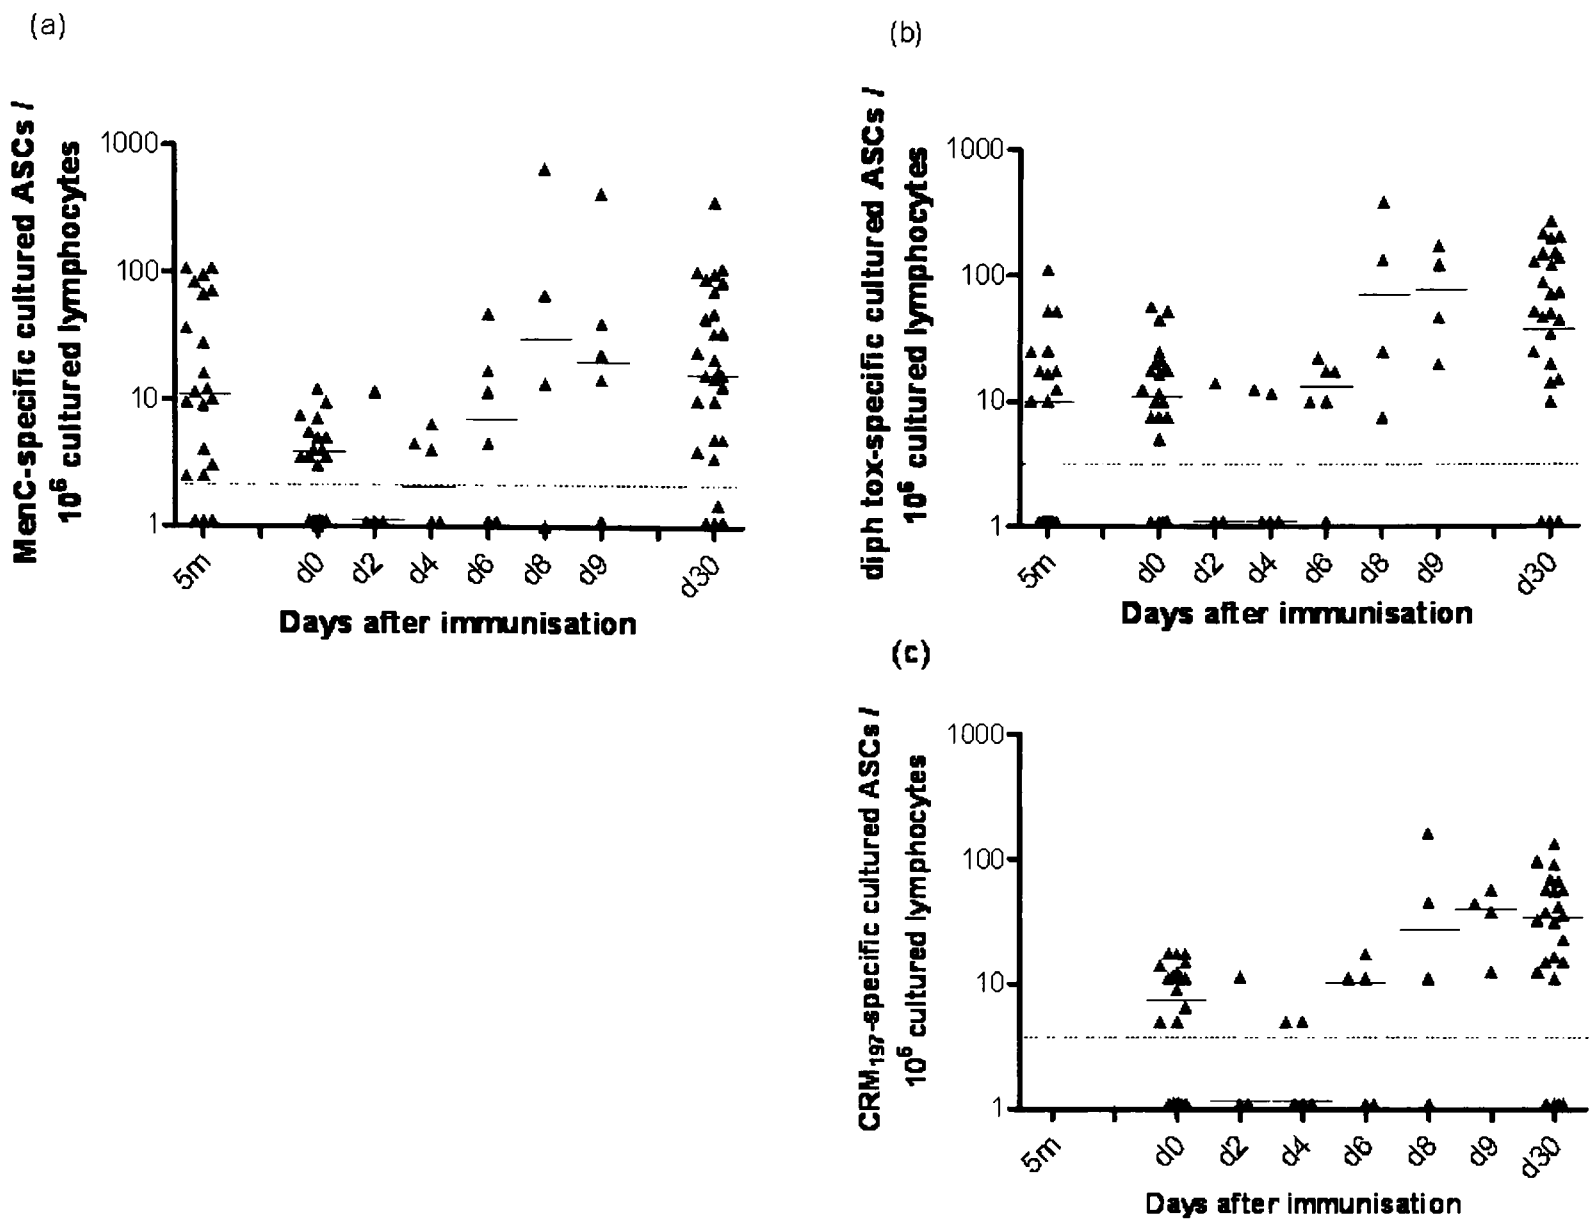 (a)
MenC-specific cultured ASCs /
10⁶ cultured lymphocytes
1000
100
10
1
5m d0 d2 d4 d6 d8 d9 d30
Days after immunisation
(b)
diph tox-specific cultured ASCs /
10⁶ cultured lymphocytes
1000
100
10
1
5m d0 d2 d4 d6 d8 d9 d30
Days after immunisation
(c)
CRM₁₉₇-specific cultured ASCs /
10⁶ cultured lymphocytes
1000
100
10
1
5m d0 d2 d4 d6 d8 d9 d30
Days after immunisation